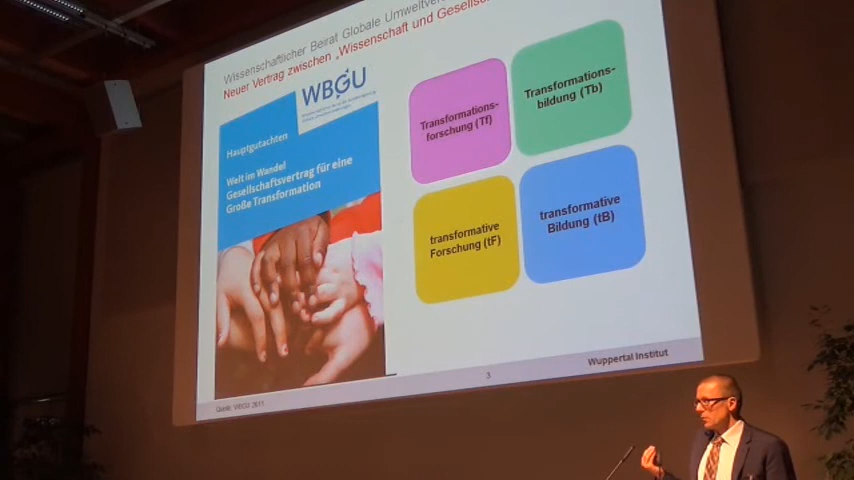 Wissenschaftlicher Beirat Globale Umweltver
Neuer Vertrag zwischen „Wissenschaft und Gesells
WBGU
Hauptgutachten
Welt im Wandel
Gesellschaftsvertrag für eine
Große Transformation
Transformations-
forschung (Tf)
Transformations-
bildung (Tb)
transformative
Forschung (tF)
transformative
Bildung (tB)
Quelle: WBGU 2011
3
Wuppertal Institut